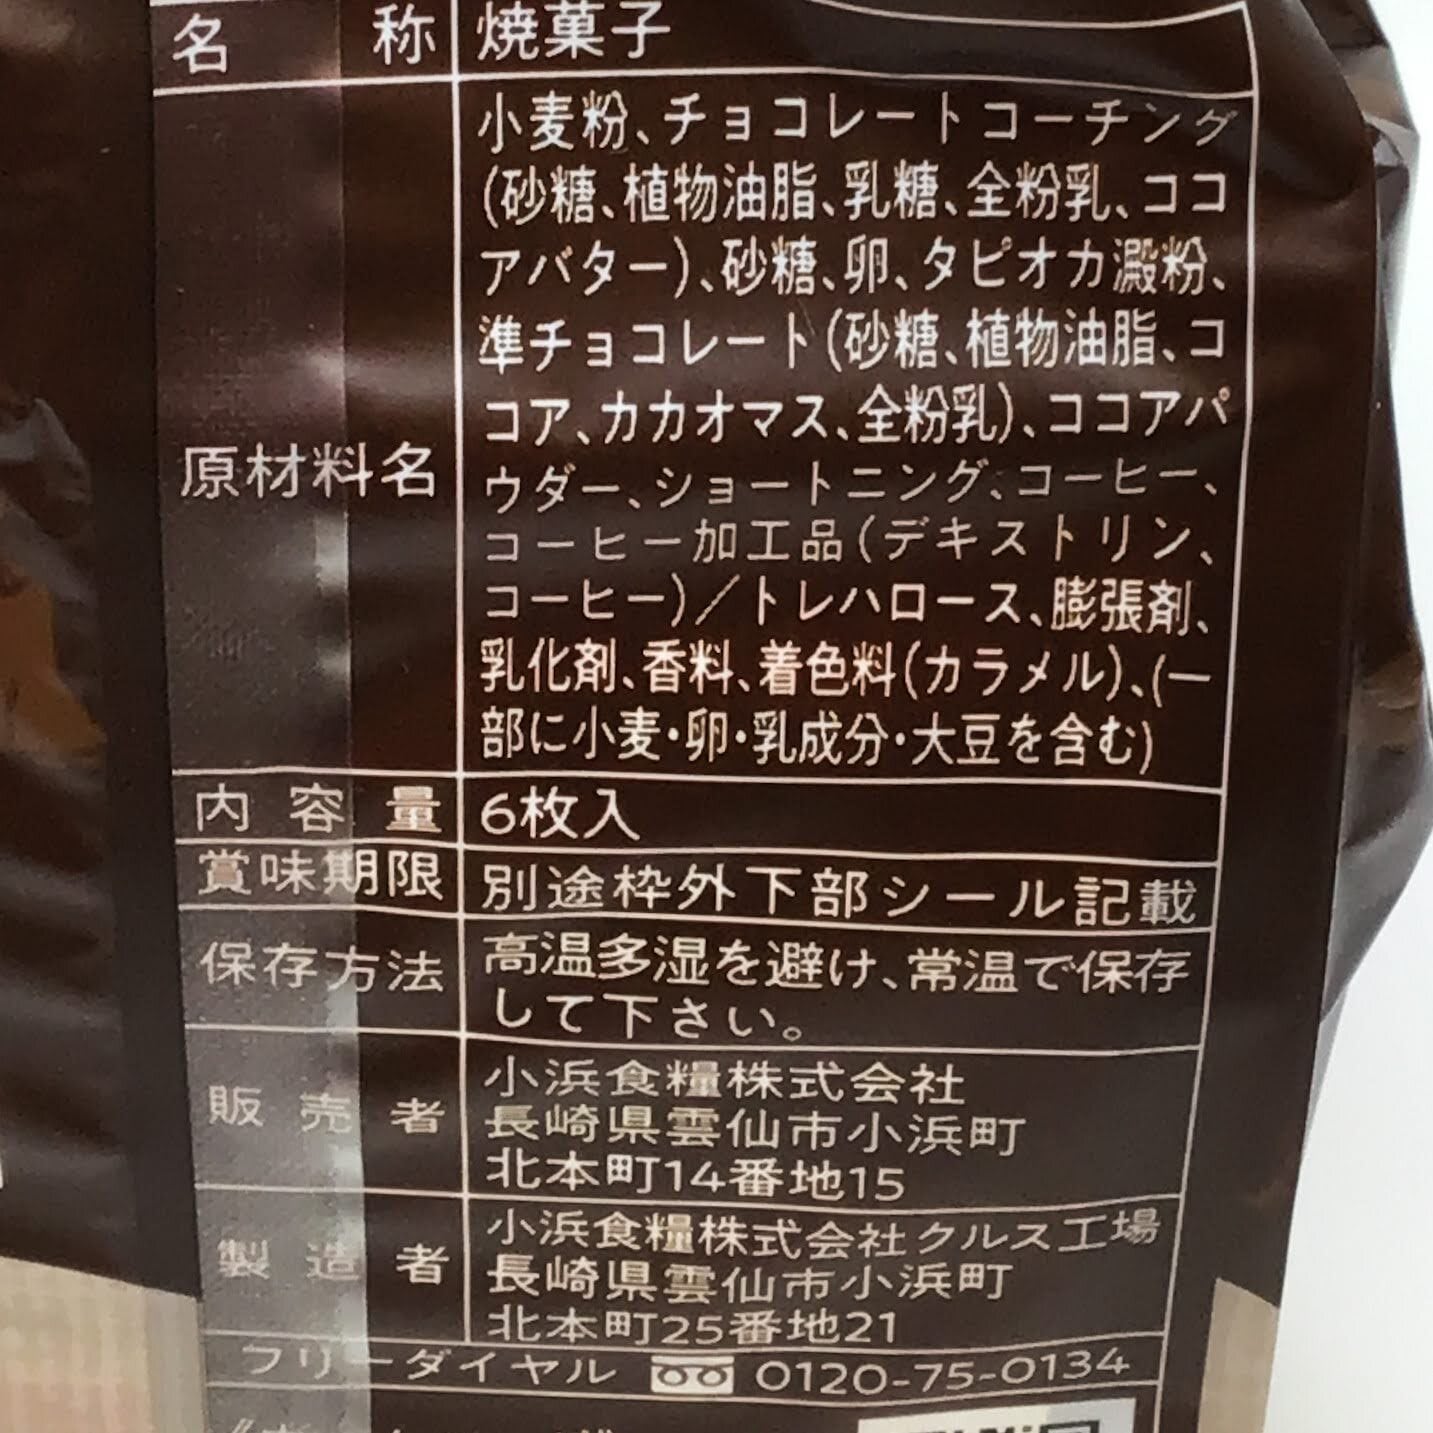 名称 焼菓子
原材料名
小麦粉、チョコレートコーチング
(砂糖、植物油脂、乳糖、全粉乳、ココ
アバター)、砂糖、卵、タピオカ澱粉、
準チョコレート(砂糖、植物油脂、コ
コア、カカオマス、全粉乳)、ココアパ
ウダー、ショートニング、コーヒー、
コーヒー加工品(デキストリン、
コーヒー)／トレハロース、膨張剤、
乳化剤、香料、着色料(カラメル)、(一
部に小麦・卵・乳成分・大豆を含む)
内容量 6枚入
賞味期限 別途枠外下部シール記載
保存方法 高温多湿を避け、常温で保存
して下さい。
販売者
小浜食糧株式会社
長崎県雲仙市小浜町
北本町14番地15
製造者
小浜食糧株式会社クルス工場
長崎県雲仙市小浜町
北本町25番地21
フリーダイヤル 0120-75-0134